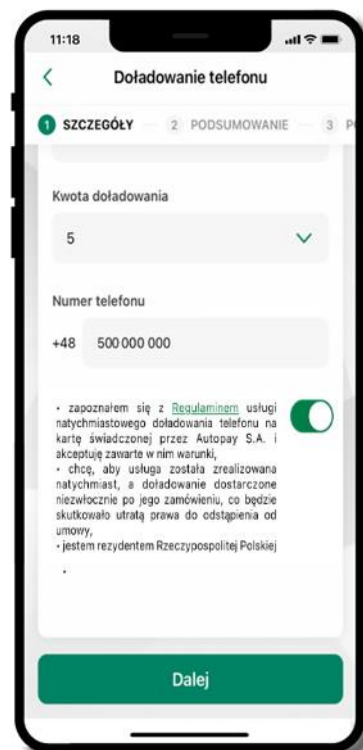 11:18
Doładowanie telefonu
1 SZCZEGÓŁY 2 PODSUMOWANIE 3
Kwota doładowania
5
Numer telefonu
+48 500 000 000
• zapoznałem się z Regulaminem usługi
natychmiastowego doładowania telefonu na
kartę świadczonej przez Autopay S.A. i
akceptuję zawarte w nim warunki,
• chcę, aby usługa została zrealizowana
natychmiast, a doładowanie dostarczone
niezwłocznie po jego zamówieniu, co będzie
skutkowało utratą prawa do odstąpienia od
umowy,
• jestem rezydentem Rzeczypospolitej Polskiej
•
Dalej